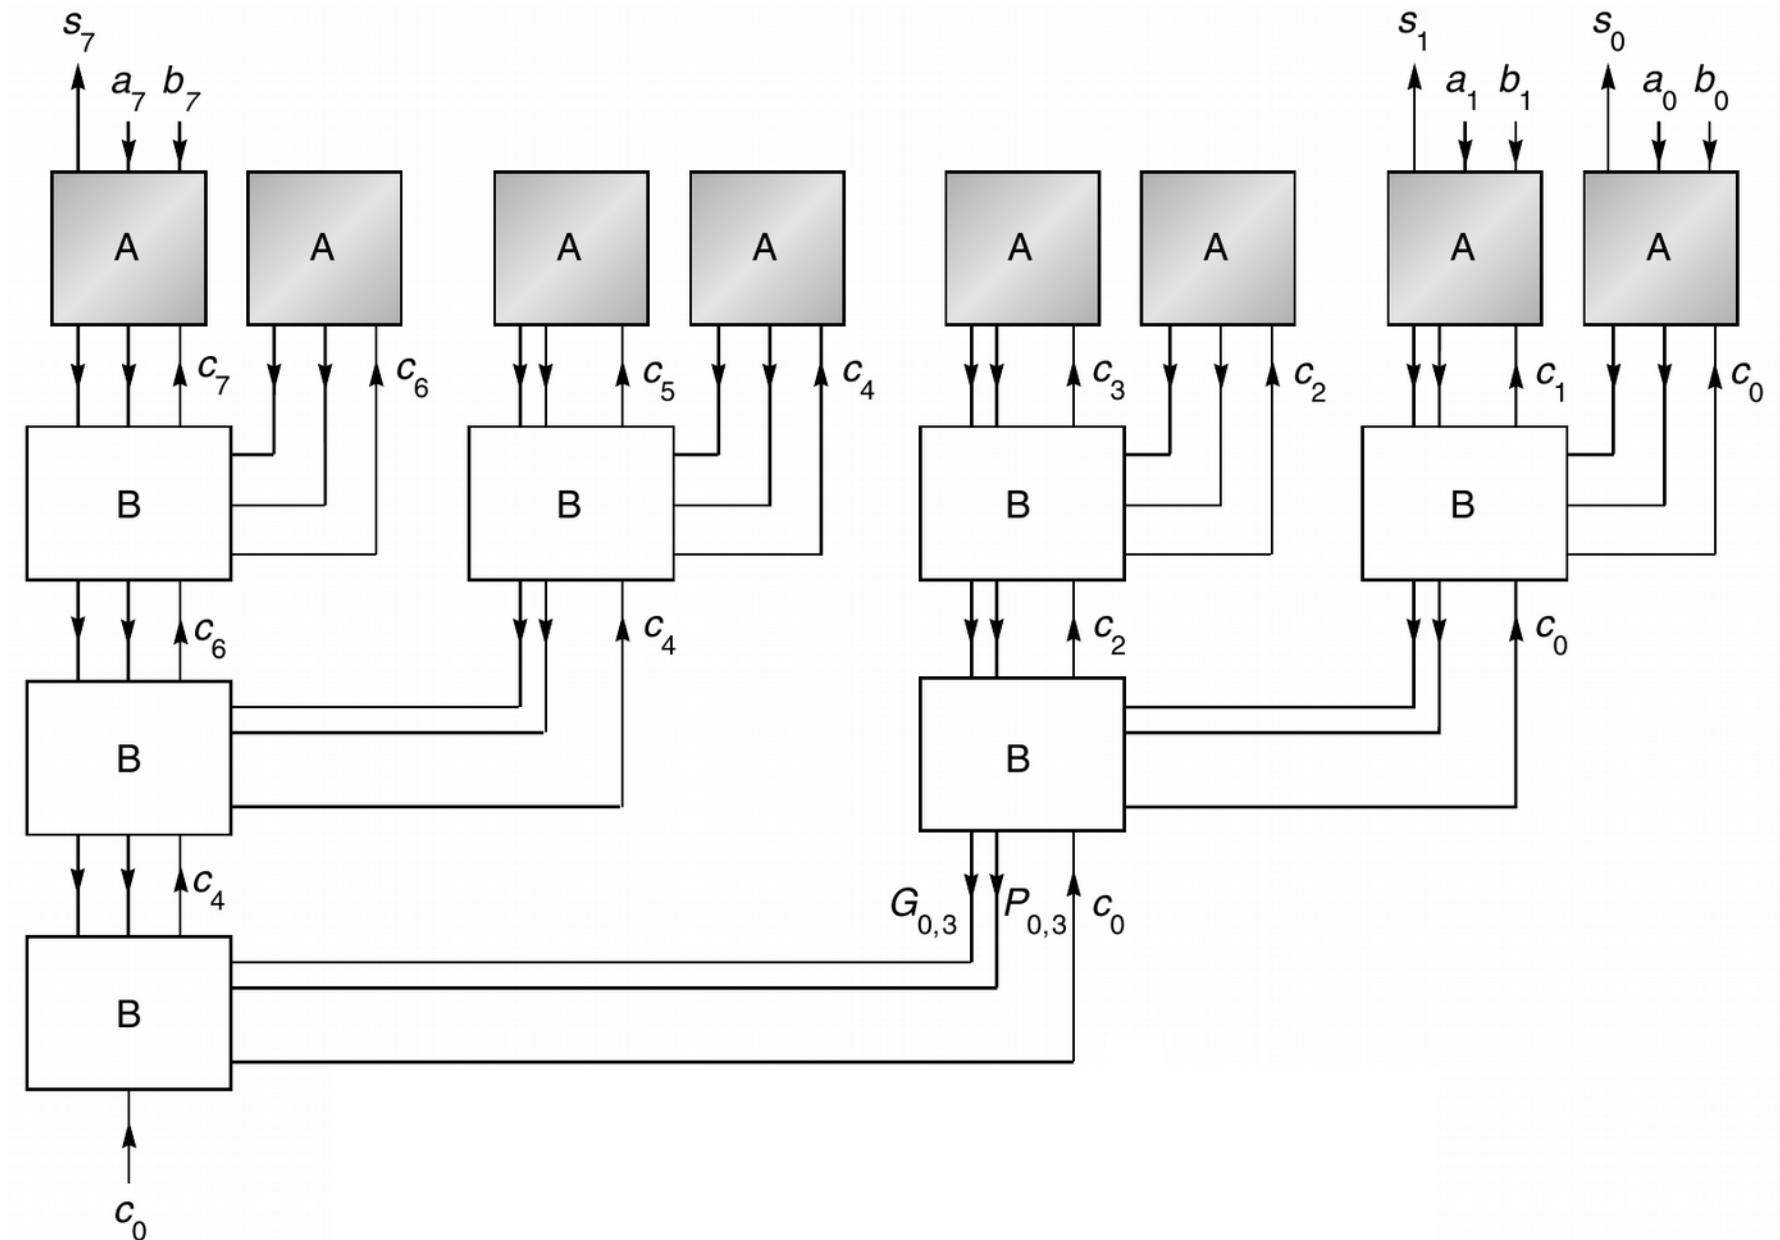 s7 s1 s0
a7 b7 a1 b1 a0 b0
A A A A A A A A
c7 c6 c5 c4 c3 c2 c1 c0
B B B B
c6 c4 c2 c0
B B
c4 G0,3 P0,3 c0
B
c0